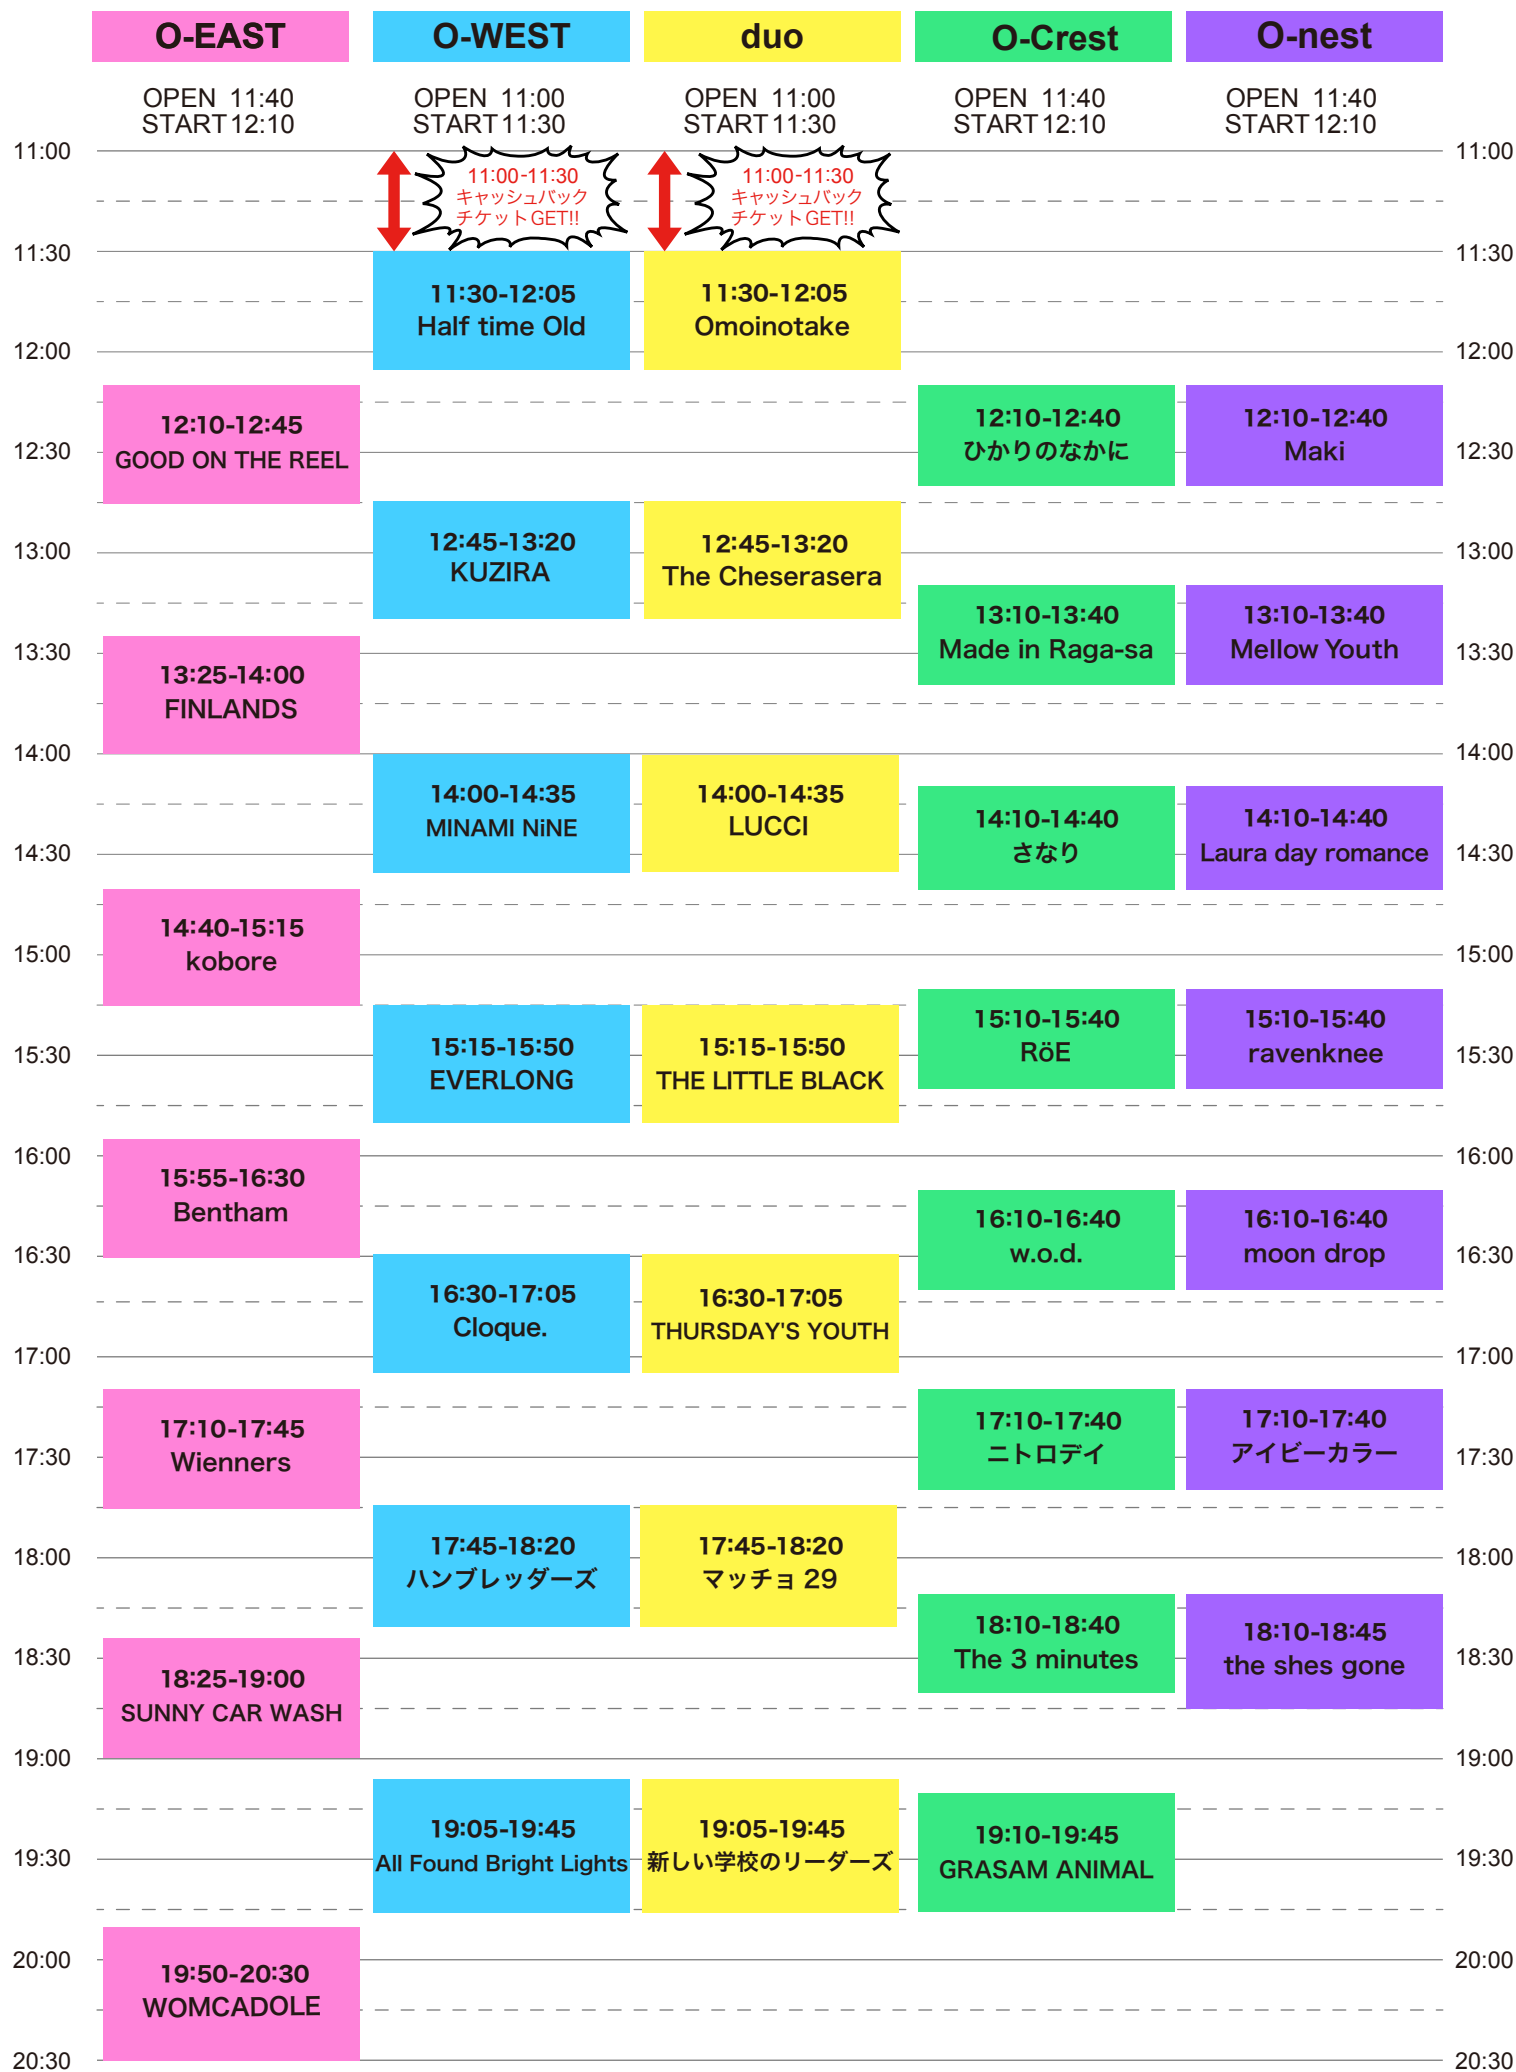 O-EAST
O-WEST
duo
O-Crest
O-nest
OPEN 11:40
START 12:10
OPEN 11:00
START 11:30
OPEN 11:00
START 11:30
OPEN 11:40
START 12:10
OPEN 11:40
START 12:10
11:00
11:00
11:00-11:30
キャッシュバック
チケットGET!!
11:00-11:30
キャッシュバック
チケットGET!!
11:30
11:30
11:30-12:05
Half time Old
11:30-12:05
Omoinotake
12:00
12:00
12:10-12:45
GOOD ON THE REEL
12:10-12:40
ひかりのなかに
12:10-12:40
Maki
12:30
12:30
12:45-13:20
KUZIRA
12:45-13:20
The Cheserasera
13:00
13:00
13:10-13:40
Made in Raga-sa
13:10-13:40
Mellow Youth
13:30
13:30
13:25-14:00
FINLANDS
14:00
14:00
14:00-14:35
MINAMI NiNE
14:00-14:35
LUCCI
14:10-14:40
さなり
14:10-14:40
Laura day romance
14:30
14:30
14:40-15:15
kobore
15:00
15:00
15:10-15:40
RöE
15:10-15:40
ravenknee
15:15-15:50
EVERLONG
15:15-15:50
THE LITTLE BLACK
15:30
15:30
15:55-16:30
Bentham
16:00
16:00
16:10-16:40
w.o.d.
16:10-16:40
moon drop
16:30
16:30
16:30-17:05
Cloque.
16:30-17:05
THURSDAY'S YOUTH
17:00
17:00
17:10-17:45
Wienners
17:10-17:40
ニトロデイ
17:10-17:40
アイビーカラー
17:30
17:30
17:45-18:20
ハンブレッダーズ
17:45-18:20
マッチョ29
18:00
18:00
18:10-18:40
The 3 minutes
18:10-18:45
the shes gone
18:30
18:30
18:25-19:00
SUNNY CAR WASH
19:00
19:00
19:05-19:45
All Found Bright Lights
19:05-19:45
新しい学校のリーダーズ
19:10-19:45
GRASAM ANIMAL
19:30
19:30
19:50-20:30
WOMCADOLE
20:00
20:00
20:30
20:30